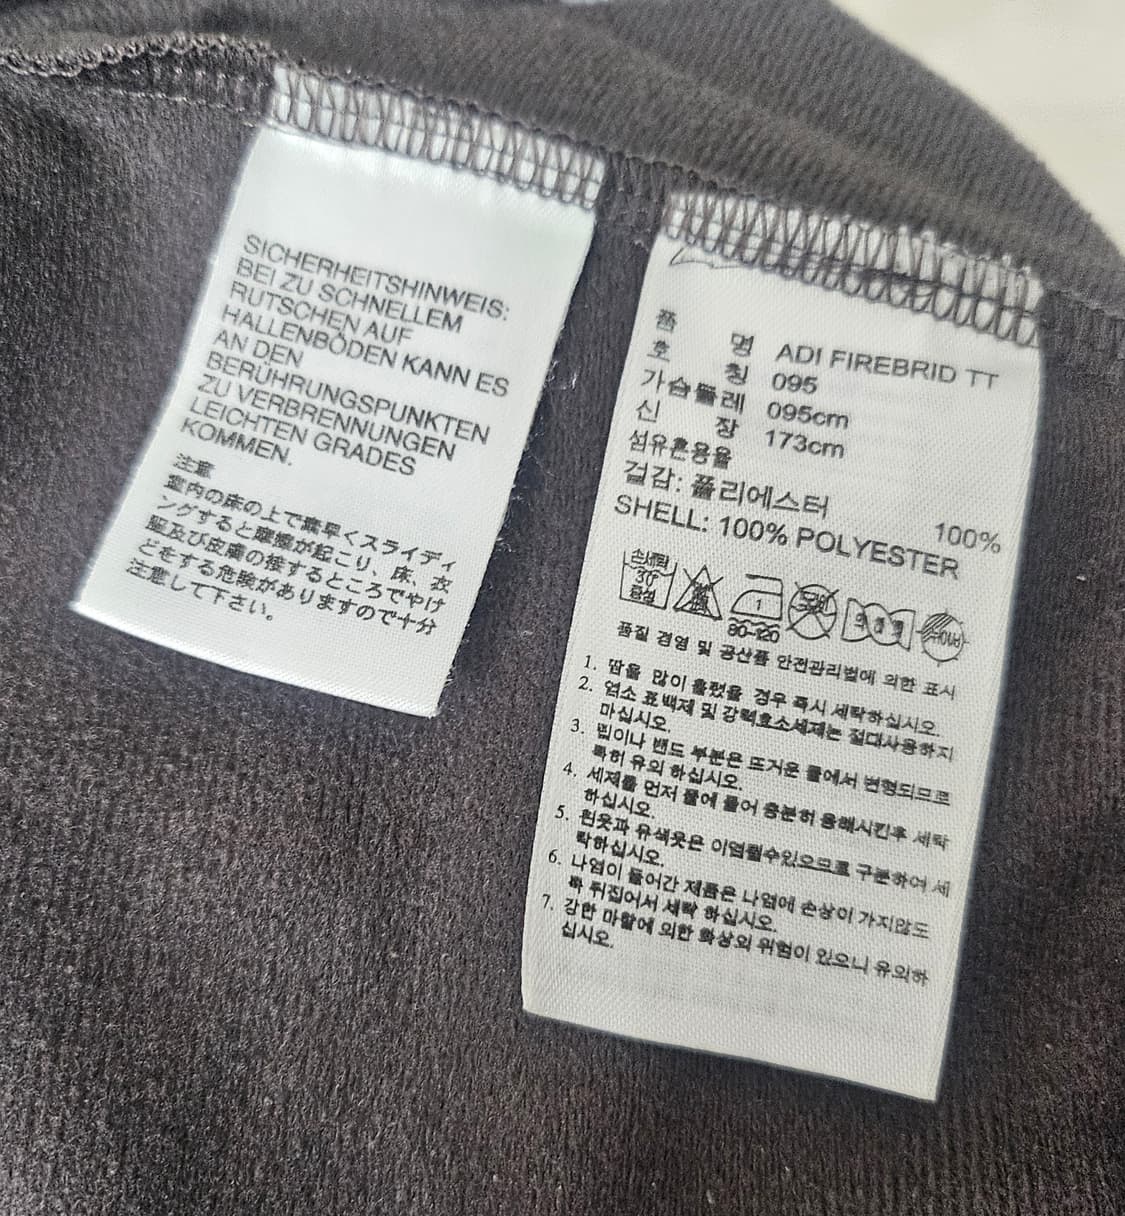 SICHERHEITSHINWEIS:
BEI ZU SCHNELLEM
RUTSCHEN AUF
HALLENBÖDEN KANN ES
AN DEN
BERÜHRUNGSPUNKTEN
ZU VERBRENNUNGEN
LEICHTEN GRADES
KOMMEN.
注意
室内の床の上で素早くスライディ
ングすると摩擦が起こり、床、衣
服及び皮膚の接するところでやけ
どをする危険がありますので十分
注意して下さい。
품 명 ADI FIREBRID TT
호 칭 095
가슴둘레 095cm
신 장 173cm
섬유혼용율
겉감: 폴리에스터 100%
SHELL: 100% POLYESTER
손세탁
30°
중성
80~120
품질 경영 및 공산품 안전관리법에 의한 표시
1. 땀을 많이 흘렸을 경우 즉시 세탁하십시오.
2. 염소 표백제 및 강력효소세제는 절대사용하지
마십시오.
3. 립이나 밴드 부분은 뜨거운 물에서 변형되므로
특히 유의 하십시오.
4. 세제를 먼저 물에 풀어 충분히 용해시킨후 세탁
하십시오.
5. 흰옷과 유색옷은 이염될수있으므로 구분하여 세
탁하십시오.
6. 나염이 들어간 제품은 나염에 손상이 가지않도
록 뒤집어서 세탁 하십시오.
7. 강한 마찰에 의한 화상의 위험이 있으니 유의하
십시오.